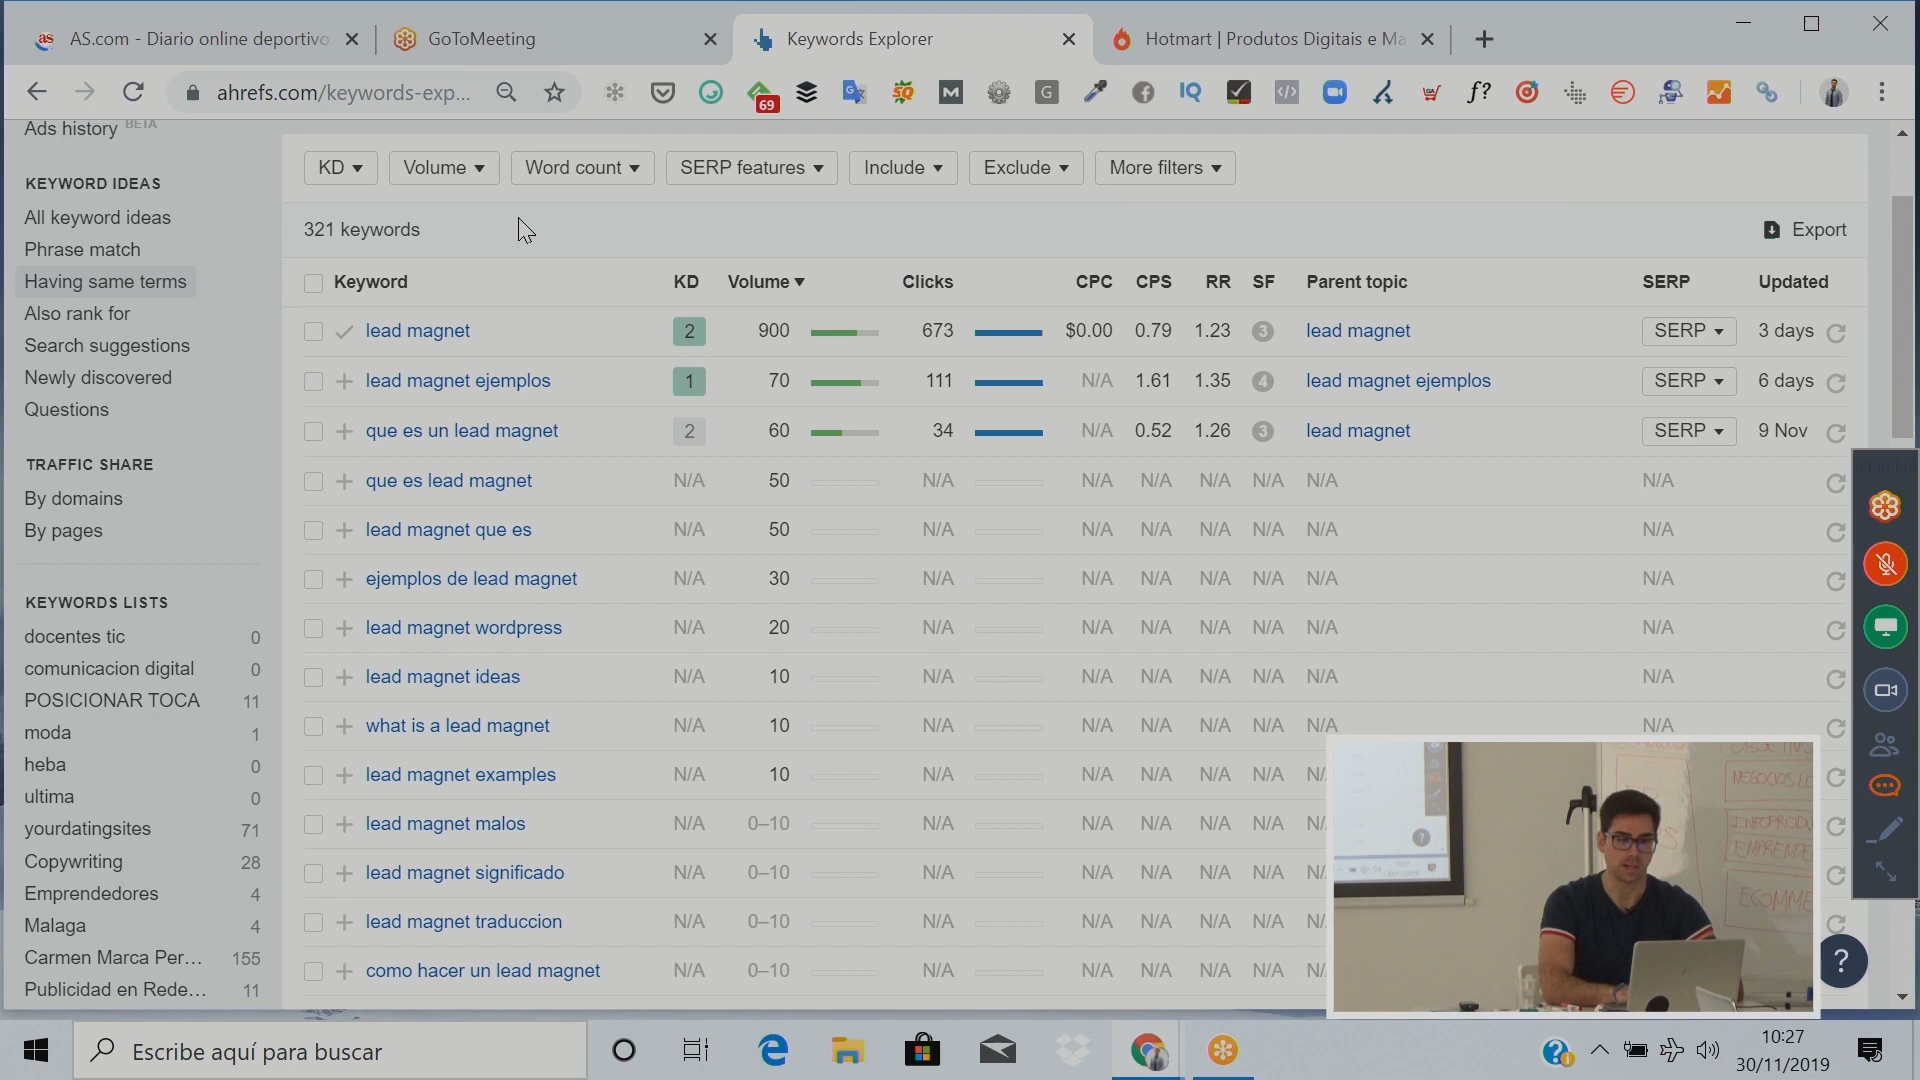 AS.com - Diario online deportivo
GoToMeeting
Keywords Explorer
Hotmart | Produtos Digitais e Ma
ahrefs.com/keywords-exp...
69
Ads history BETA
KEYWORD IDEAS
All keyword ideas
Phrase match
Having same terms
Also rank for
Search suggestions
Newly discovered
Questions
TRAFFIC SHARE
By domains
By pages
KEYWORDS LISTS
docentes tic 0
comunicacion digital 0
POSICIONAR TOCA 11
moda 1
heba 0
ultima 0
yourdatingsites 71
Copywriting 28
Emprendedores 4
Malaga 4
Carmen Marca Per... 155
Publicidad en Rede... 11
KD Volume Word count SERP features Include Exclude More filters
321 keywords Export
Keyword KD Volume Clicks CPC CPS RR SF Parent topic SERP Updated
lead magnet 2 900 673 $0.00 0.79 1.23 3 lead magnet SERP 3 days
lead magnet ejemplos 1 70 111 N/A 1.61 1.35 4 lead magnet ejemplos SERP 6 days
que es un lead magnet 2 60 34 N/A 0.52 1.26 3 lead magnet SERP 9 Nov
que es lead magnet N/A 50 N/A N/A N/A N/A N/A N/A N/A
lead magnet que es N/A 50 N/A N/A N/A N/A N/A N/A N/A
ejemplos de lead magnet N/A 30 N/A N/A N/A N/A N/A N/A N/A
lead magnet wordpress N/A 20 N/A N/A N/A N/A N/A N/A N/A
lead magnet ideas N/A 10 N/A N/A N/A N/A N/A N/A N/A
what is a lead magnet N/A 10 N/A N/A N/A N/A N/A N/A N/A
lead magnet examples N/A 10 N/A N/A N/A N/A N/A N/
lead magnet malos N/A 0–10 N/A N/A N/A N/A N/A N/
lead magnet significado N/A 0–10 N/A N/A N/A N/A N/A N/
lead magnet traduccion N/A 0–10 N/A N/A N/A N/A N/A N/
como hacer un lead magnet N/A 0–10 N/A N/A N/A N/A N/A N/
NEGOCIOS LO
INFOPRODU
EMPRENDE
ECOMME
?
Escribe aquí para buscar
10:27
30/11/2019